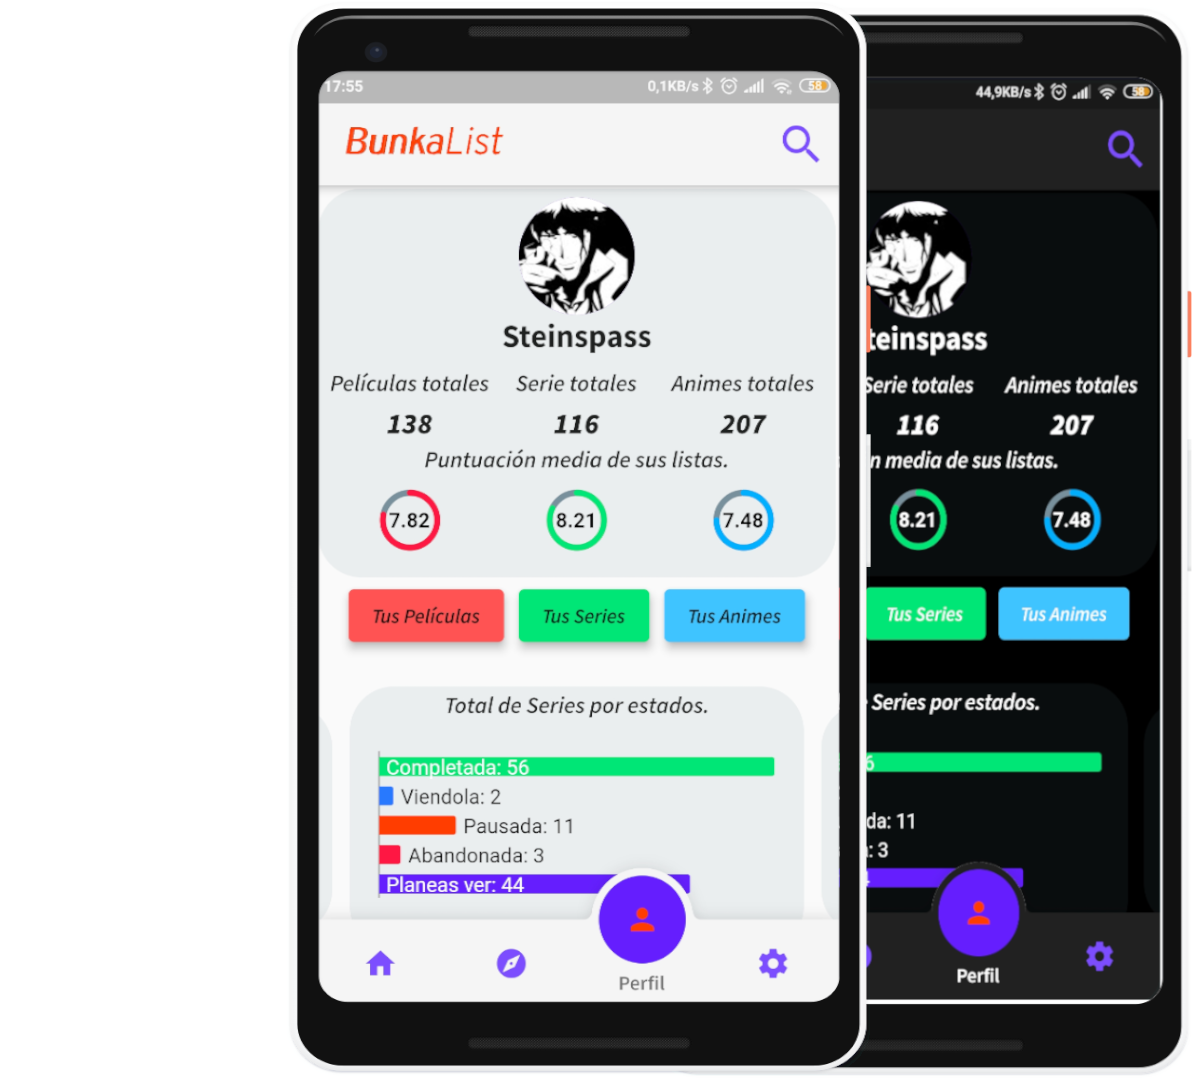 17:55
0,1KB/s
58
BunkaList
Steinspass
Películas totales
Serie totales
Animes totales
138
116
207
Puntuación media de sus listas.
7.82
8.21
7.48
Tus Películas
Tus Series
Tus Animes
Total de Series por estados.
Completada: 56
Viendola: 2
Pausada: 11
Abandonada: 3
Planeas ver: 44
Perfil
44,9KB/s
58
teinspass
Serie totales
Animes totales
116
207
n media de sus listas.
8.21
7.48
Tus Series
Tus Animes
Series por estados.
6
da: 11
: 3
Perfil